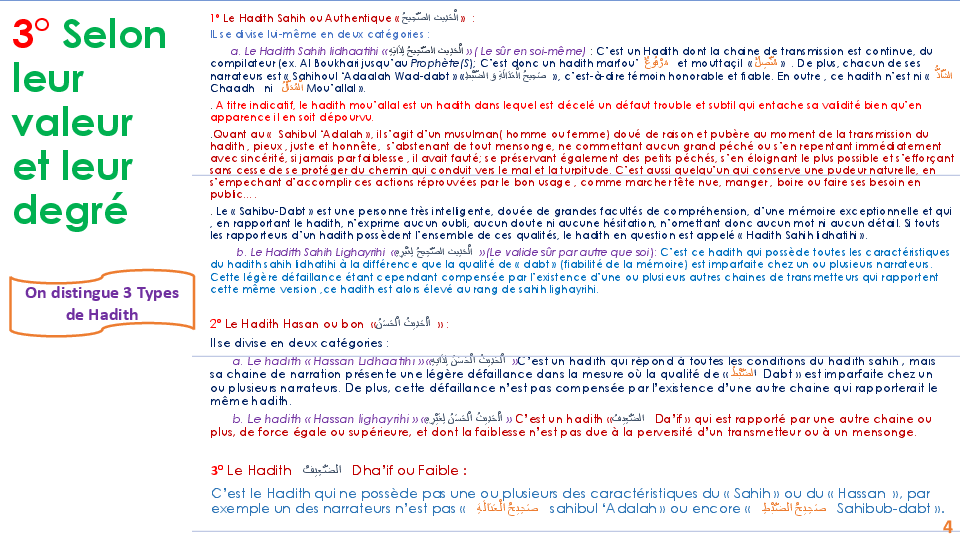 3° Selon
leur
valeur
et leur
degré
On distingue 3 Types
de Hadith
1° Le Hadith Sahih ou Authentique « الْحَدِيث الصَّحِيحُ » :
IL se divise lui-même en deux catégories :
a. Le Hadith Sahih lidhaatihi « الْحَدِيث الصَّحِيحُ لِذَاتِهِ » ( Le sûr en soi-même) : C'est un Hadith dont la chaine de transmission est continue, du
compilateur (ex. Al Boukhari jusqu'au Prophète(S); C'est donc un hadith marfou' مَرْفُوعٌ et mouttaçil « مُتَّصِلٌ » . De plus, chacun de ses
narrateurs est « Sahihoul 'Adaalah Wad-dabt » « صَحِيحُ الْعَدَالَةِ وَ الضَّبْطِ », c'est-à-dire témoin honorable et fiable. En outre , ce hadith n'est ni «
Chaadh ni Mou'allal ».
. A titre indicatif, le hadith mou'allal est un hadith dans lequel est décelé un défaut trouble et subtil qui entache sa validité bien qu'en
apparence il en soit dépourvu.
.Quant au « Sahibul 'Adalah », il s'agit d'un musulman( homme ou femme) doué de raison et pubère au moment de la transmission du
hadith , pieux , juste et honnête, s'abstenant de tout mensonge, ne commettant aucun grand péché ou s'en repentant immédiatement
avec sincérité, si jamais par faiblesse , il avait fauté; se préservant également des petits péchés, s'en éloignant le plus possible et s'efforçant
sans cesse de se protéger du chemin qui conduit vers le mal et la turpitude. C'est aussi quelqu'un qui conserve une pudeur naturelle, en
s'empechant d'accomplir ces actions réprouvées par le bon usage , comme marcher tête nue, manger , boire ou faire ses besoin en
public….
. Le « Sahibu-Dabt » est une personne très intelligente, douée de grandes facultés de compréhension, d'une mémoire exceptionnelle et qui
, en rapportant le hadith, n'exprime aucun oubli, aucun doute ni aucune hésitation, n'omettant donc aucun mot ni aucun détail. Si touts
les rapporteurs d'un hadith possèdent l'ensemble de ces qualités, le hadith en question est appelé « Hadith Sahih lidhatihi ».
b. Le Hadith Sahih Lighayrihi « الْحَدِيث الصَّحِيحُ لِغَيْرِهِ » (Le valide sûr par autre que soi): C'est ce hadith qui possède toutes les caractéristiques
du hadith sahih lidhatihi à la différence que la qualité de « dabt » (fiabilité de la mémoire) est imparfaite chez un ou plusieurs narrateurs.
Cette légère défaillance étant cependant compensée par l'existence d'une ou plusieurs autres chaines de transmetteurs qui rapportent
cette même version ,ce hadith est alors élevé au rang de sahih lighayrihi.
2° Le Hadith Hasan ou bon « الْحَدِيثُ الْحَسَنُ » :
Il se divise en deux catégories :
a. Le hadith « Hassan Lidhaatihi » « الْحَدِيثُ الْحَسَنُ لِذَاتِهِ » C'est un hadith qui répond à toutes les conditions du hadith sahih , mais
sa chaine de narration présente une légère défaillance dans la mesure où la qualité de « الضَّبْطُ Dabt » est imparfaite chez un
ou plusieurs narrateurs. De plus, cette défaillance n'est pas compensée par l'existence d'une autre chaine qui rapporterait le
même hadith.
b. Le hadith « Hassan lighayrihi » « الْحَدِيثُ الْحَسَنُ لِغَيْرِهِ » C'est un hadith « الضَّعِيفُ Da'if » qui est rapporté par une autre chaine ou
plus, de force égale ou supérieure, et dont la faiblesse n'est pas due à la perversité d'un transmetteur ou à un mensonge.
3° Le Hadith الضَّعِيفُ Dha'if ou Faible :
C'est le Hadith qui ne possède pas une ou plusieurs des caractéristiques du « Sahih » ou du « Hassan », par
exemple un des narrateurs n'est pas « صَحِيحُ الْعَدَالَةِ sahibul 'Adalah » ou encore « صَحِيحُ الضَّبْطِ Sahibub-dabt ».
4